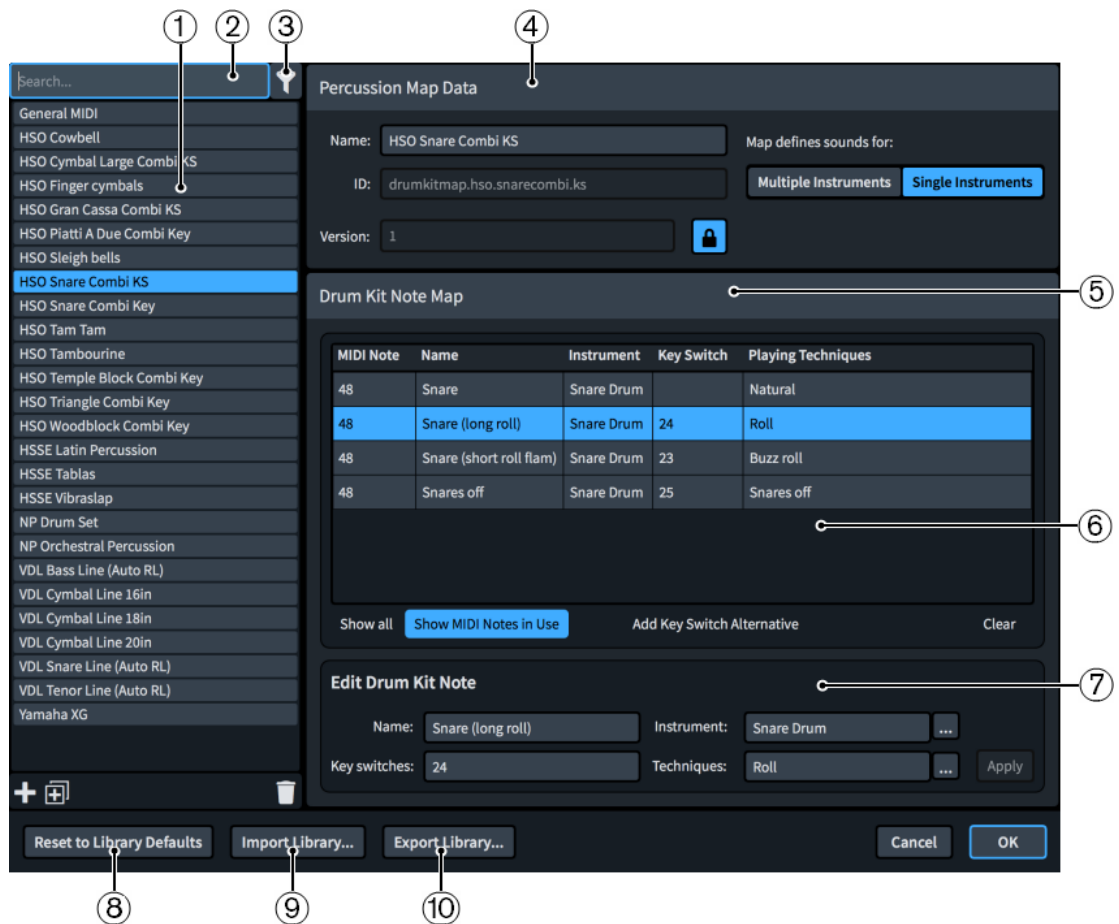 ① ② ③ ④
Search...
General MIDI
HSO Cowbell
HSO Cymbal Large Combi KS
HSO Finger cymbals
HSO Gran Cassa Combi KS
HSO Piatti A Due Combi Key
HSO Sleigh bells
HSO Snare Combi KS
HSO Snare Combi Key
HSO Tam Tam
HSO Tambourine
HSO Temple Block Combi Key
HSO Triangle Combi Key
HSO Woodblock Combi Key
HSSE Latin Percussion
HSSE Tablas
HSSE Vibraslap
NP Drum Set
NP Orchestral Percussion
VDL Bass Line (Auto RL)
VDL Cymbal Line 16in
VDL Cymbal Line 18in
VDL Cymbal Line 20in
VDL Snare Line (Auto RL)
VDL Tenor Line (Auto RL)
Yamaha XG
Percussion Map Data
Name: HSO Snare Combi KS
ID: drumkitmap.hso.snarecombi.ks
Version: 1
Map defines sounds for:
Multiple Instruments Single Instruments
Drum Kit Note Map
⑤
MIDI Note Name Instrument Key Switch Playing Techniques
48 Snare Snare Drum Natural
48 Snare (long roll) Snare Drum 24 Roll
48 Snare (short roll flam) Snare Drum 23 Buzz roll
48 Snares off Snare Drum 25 Snares off
⑥
Show all Show MIDI Notes in Use Add Key Switch Alternative Clear
Edit Drum Kit Note
⑦
Name: Snare (long roll) Instrument: Snare Drum ...
Key switches: 24 Techniques: Roll ... Apply
Reset to Library Defaults Import Library... Export Library... Cancel OK
⑧ ⑨ ⑩